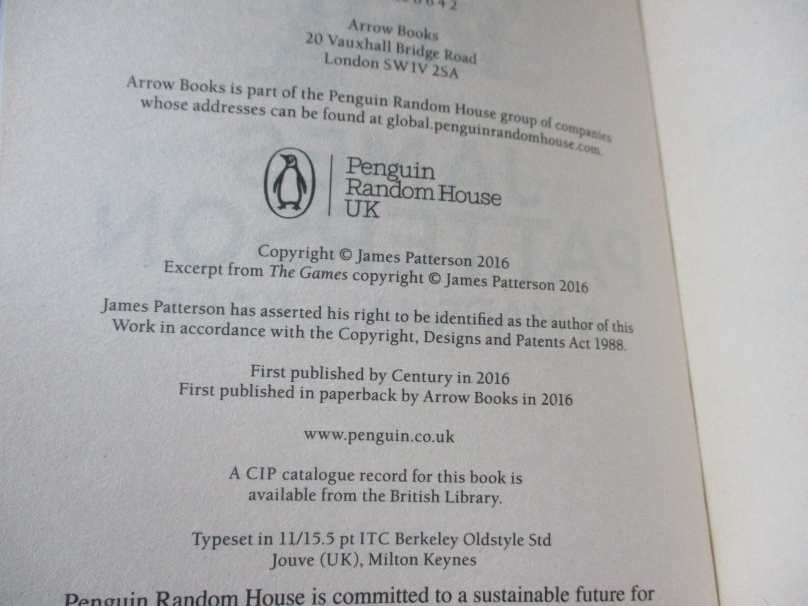 Arrow Books
20 Vauxhall Bridge Road
London SW1V 2SA
Arrow Books is part of the Penguin Random House group of companies
whose addresses can be found at global.penguinrandomhouse.com.
Penguin
Random House
UK
Copyright © James Patterson 2016
Excerpt from The Games copyright © James Patterson 2016
James Patterson has asserted his right to be identified as the author of this
Work in accordance with the Copyright, Designs and Patents Act 1988.
First published by Century in 2016
First published in paperback by Arrow Books in 2016
www.penguin.co.uk
A CIP catalogue record for this book is
available from the British Library.
Typeset in 11/15.5 pt ITC Berkeley Oldstyle Std
Jouve (UK), Milton Keynes
Penguin Random House is committed to a sustainable future for